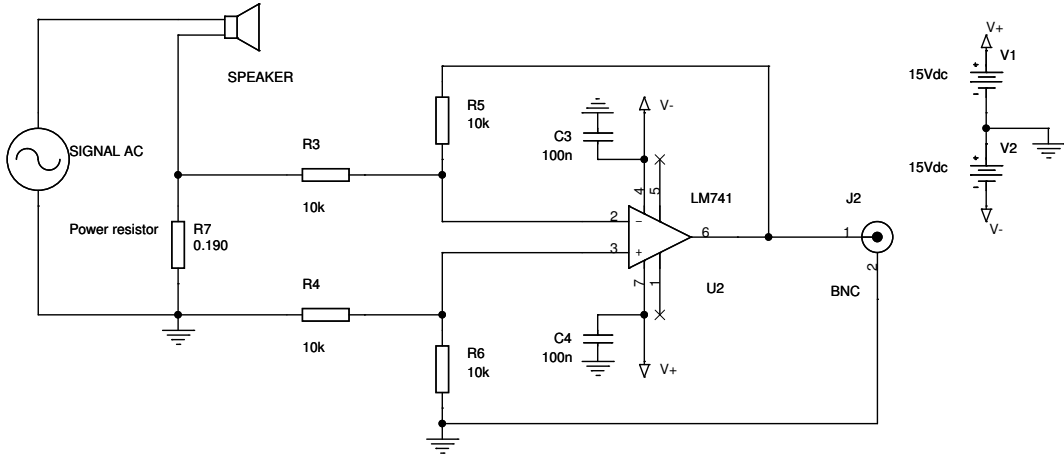 SPEAKER
SIGNAL AC
Power resistor
R7
0.190
R3
10k
R4
10k
R5
10k
R6
10k
C3
100n
C4
100n
V-
V+
4
5
2
3
7
1
6
-
+
LM741
U2
J2
1
2
BNC
V+
V1
15Vdc
+
-
V2
15Vdc
+
-
V-